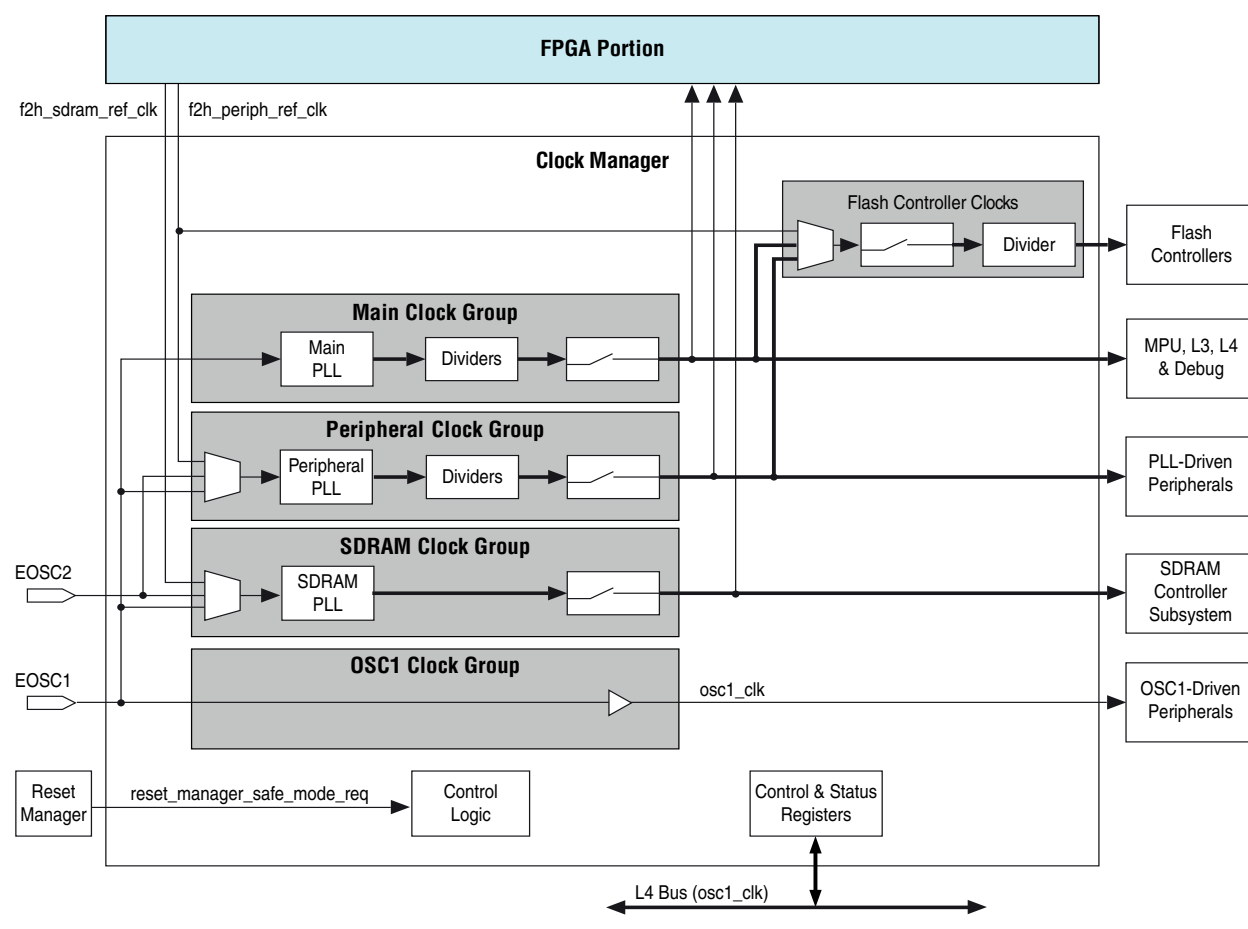 FPGA Portion
f2h_sdram_ref_clk
f2h_periph_ref_clk
Clock Manager
Flash Controller Clocks
Divider
Flash
Controllers
Main Clock Group
Main
PLL
Dividers
MPU, L3, L4
& Debug
Peripheral Clock Group
Peripheral
PLL
Dividers
PLL-Driven
Peripherals
SDRAM Clock Group
EOSC2
SDRAM
PLL
SDRAM
Controller
Subsystem
OSC1 Clock Group
EOSC1
osc1_clk
OSC1-Driven
Peripherals
Reset
Manager
reset_manager_safe_mode_req
Control
Logic
Control & Status
Registers
L4 Bus (osc1_clk)